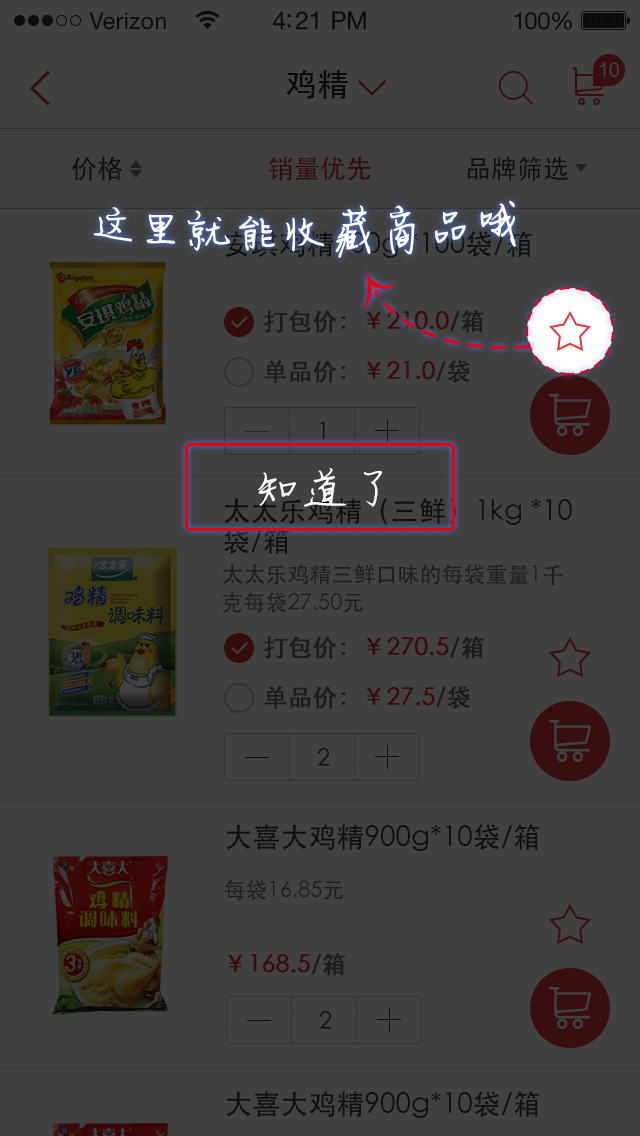 Verizon 4:21 PM 100%
鸡精 10
价格 销量优先 品牌筛选
这里就能收藏商品哦
安琪鸡精 100袋/箱
安琪鸡精
打包价：￥210.0/箱
单品价：￥21.0/袋
1
知道了
太太乐鸡精（三鲜）1kg *10
袋/箱
太太乐鸡精三鲜口味的每袋重量1千
克每袋27.50元
太太乐
鸡精
调味料
打包价：￥270.5/箱
单品价：￥27.5/袋
2
大喜大鸡精900g*10袋/箱
每袋16.85元
大喜大
鸡精
调味料
￥168.5/箱
2
大喜大鸡精900g*10袋/箱